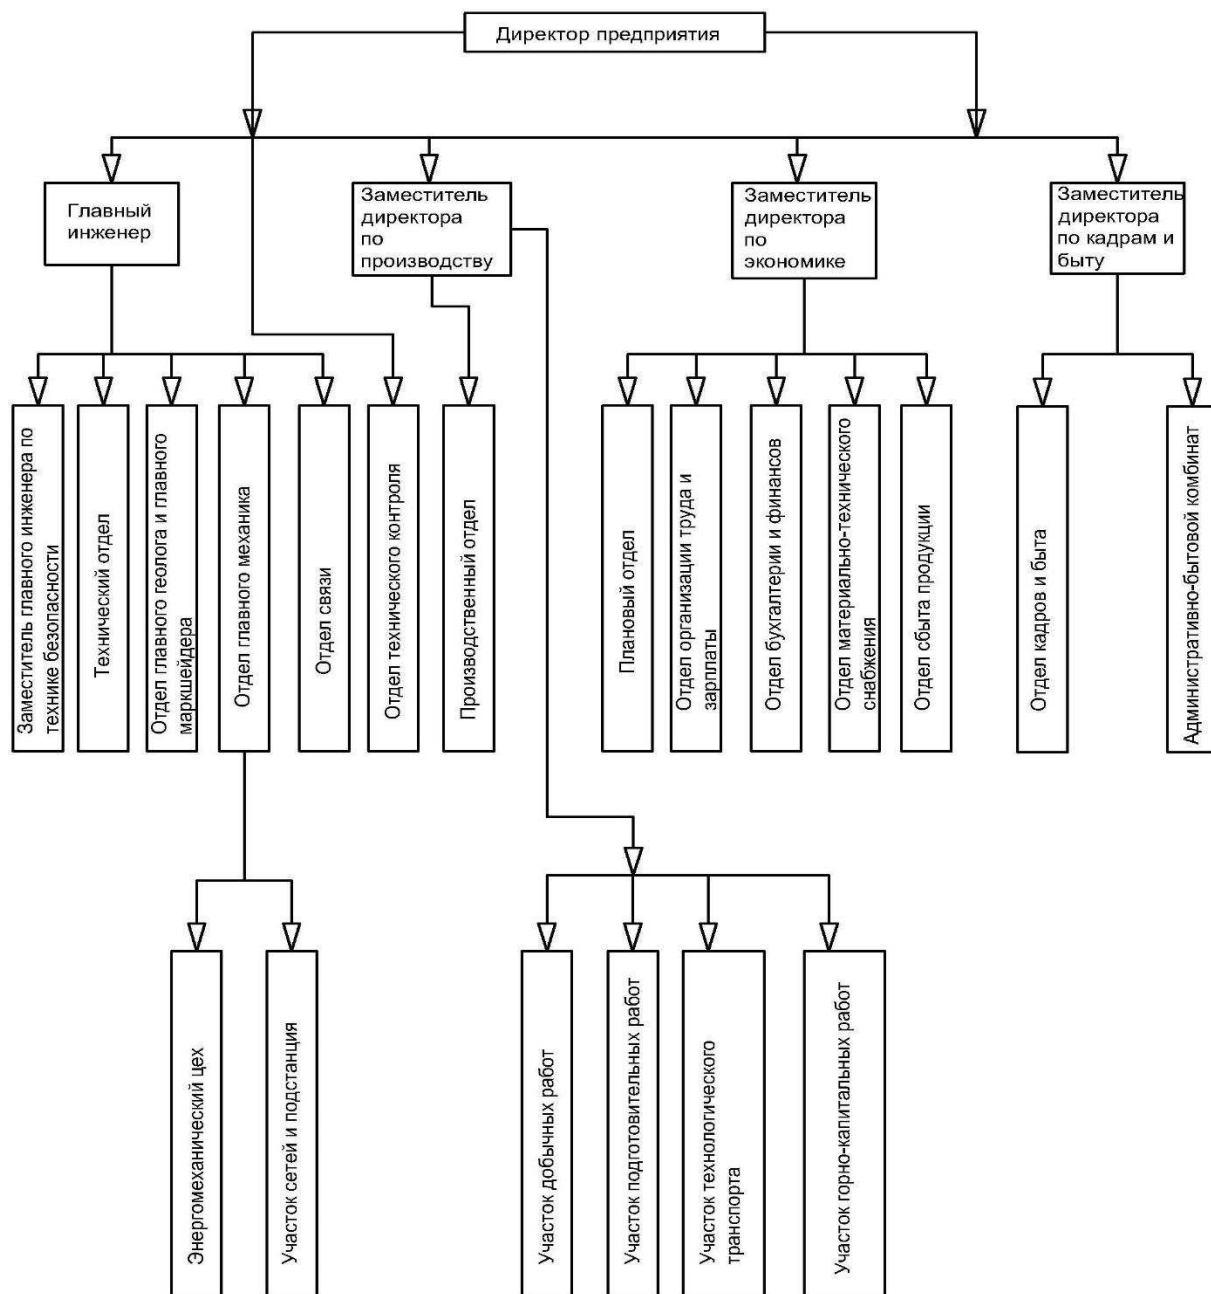 Директор предприятия
Главный
инженер
Заместитель
директора
по
производству
Заместитель
директора
по
экономике
Заместитель
директора
по кадрам и
быту
Заместитель главного инженера по
технике безопасности
Технический отдел
Отдел главного геолога и главного
маркшейдера
Отдел главного механика
Отдел связи
Отдел технического контроля
Производственный отдел
Плановый отдел
Отдел организации труда и
зарплаты
Отдел бухгалтерии и финансов
Отдел материально-технического
снабжения
Отдел сбыта продукции
Отдел кадров и быта
Административно-бытовой комбинат
Энергомеханический цех
Участок сетей и подстанция
Участок добычных работ
Участок подготовительных работ
Участок технологического
транспорта
Участок горно-капитальных работ